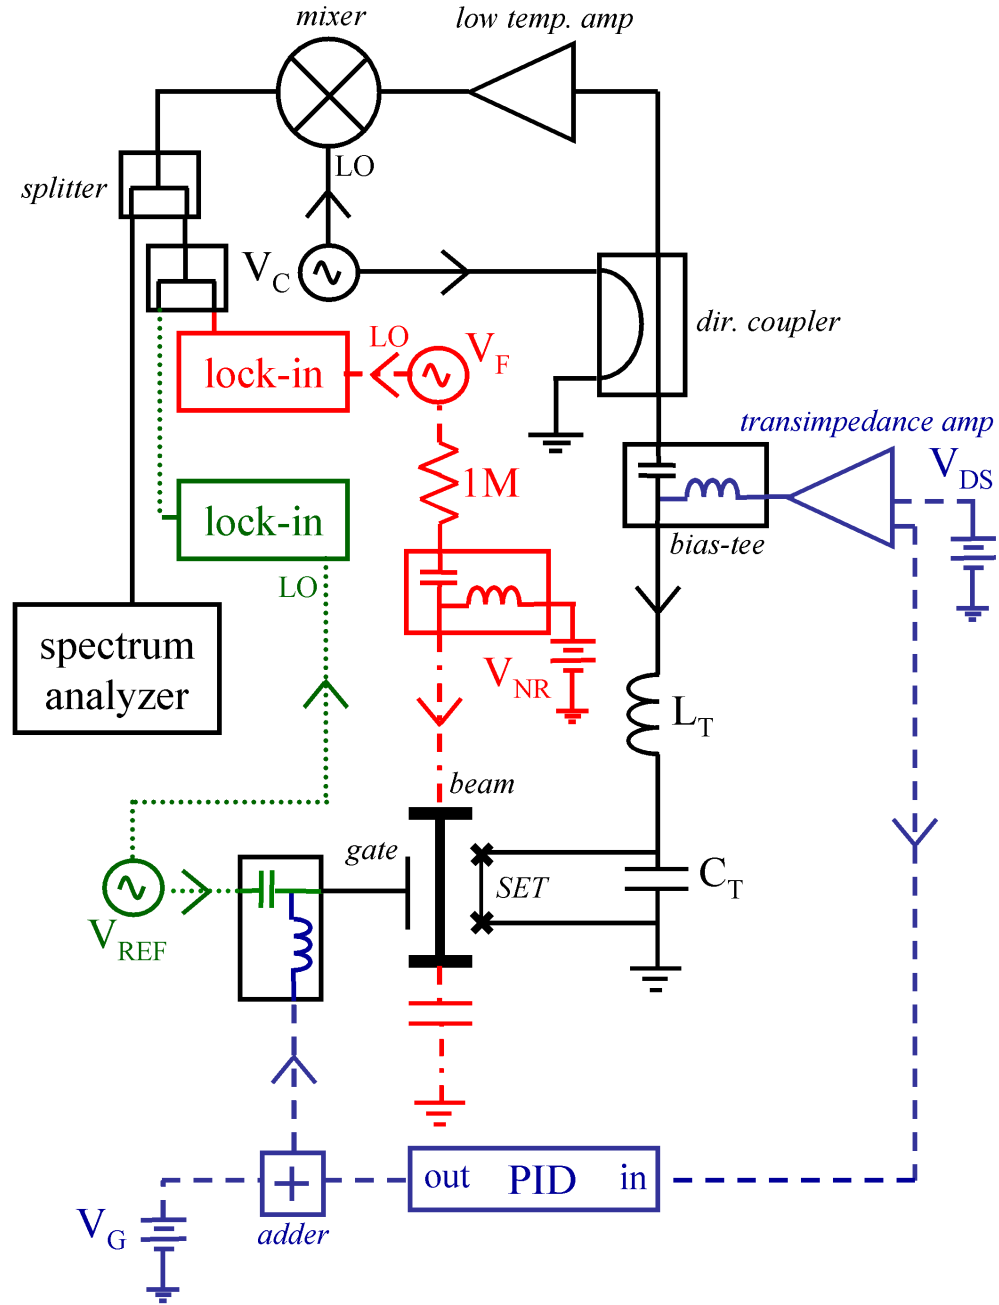 mixer
low temp. amp
LO
splitter
V_C
dir. coupler
LO
V_F
lock-in
transimpedance amp
V_DS
1M
lock-in
bias-tee
LO
spectrum
analyzer
V_NR
L_T
beam
gate
SET
C_T
V_REF
out PID in
+
V_G
adder